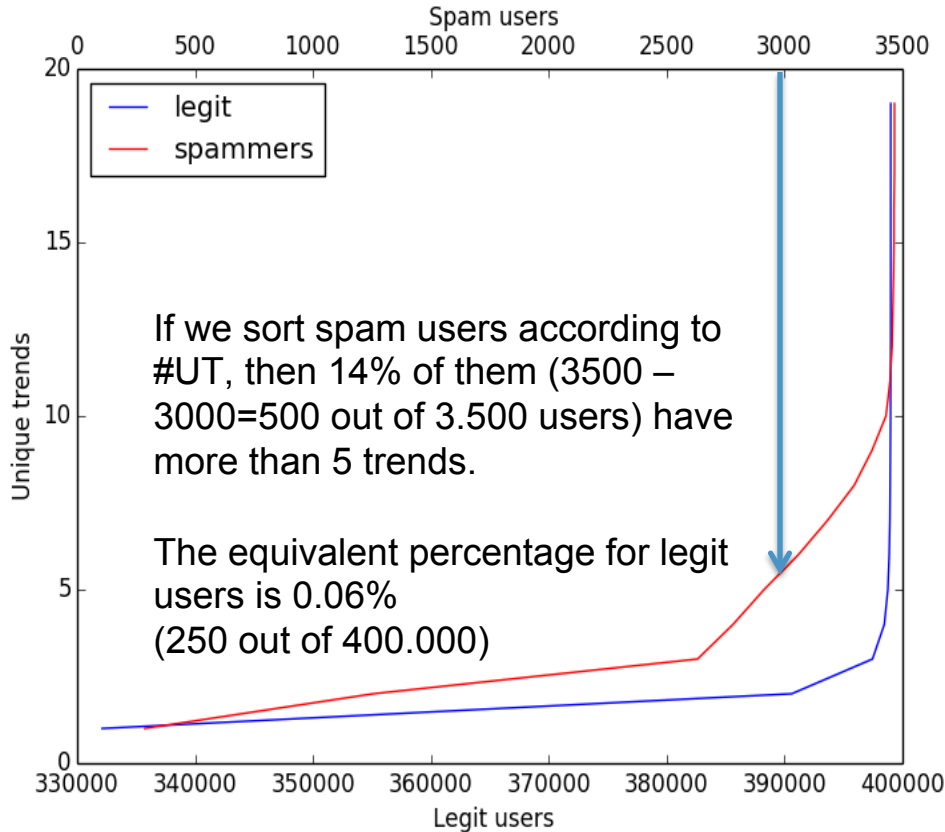 Spam users
0 500 1000 1500 2000 2500 3000 3500
20
legit
spammers
15
If we sort spam users according to
#UT, then 14% of them (3500 –
3000=500 out of 3.500 users) have
more than 5 trends.
Unique trends
10
The equivalent percentage for legit
users is 0.06%
(250 out of 400.000)
5
0
330000 340000 350000 360000 370000 380000 390000 400000
Legit users